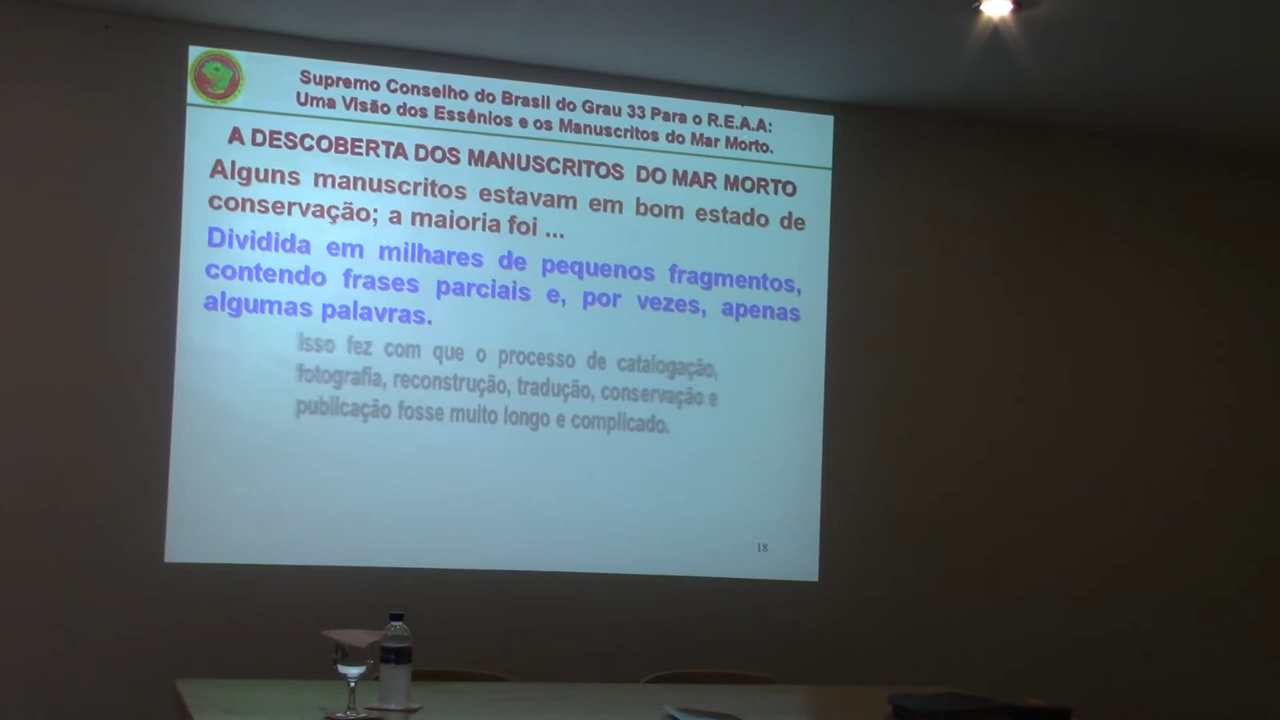 Supremo Conselho do Brasil do Grau 33 Para o R.E.A.A:
Uma Visão dos Essênios e os Manuscritos do Mar Morto.
A DESCOBERTA DOS MANUSCRITOS DO MAR MORTO
Alguns manuscritos estavam em bom estado de
conservação; a maioria foi ...
Dividida em milhares de pequenos fragmentos,
contendo frases parciais e, por vezes, apenas
algumas palavras.
Isso fez com que o processo de catalogação,
fotografia, reconstrução, tradução, conservação e
publicação fosse muito longo e complicado.
18